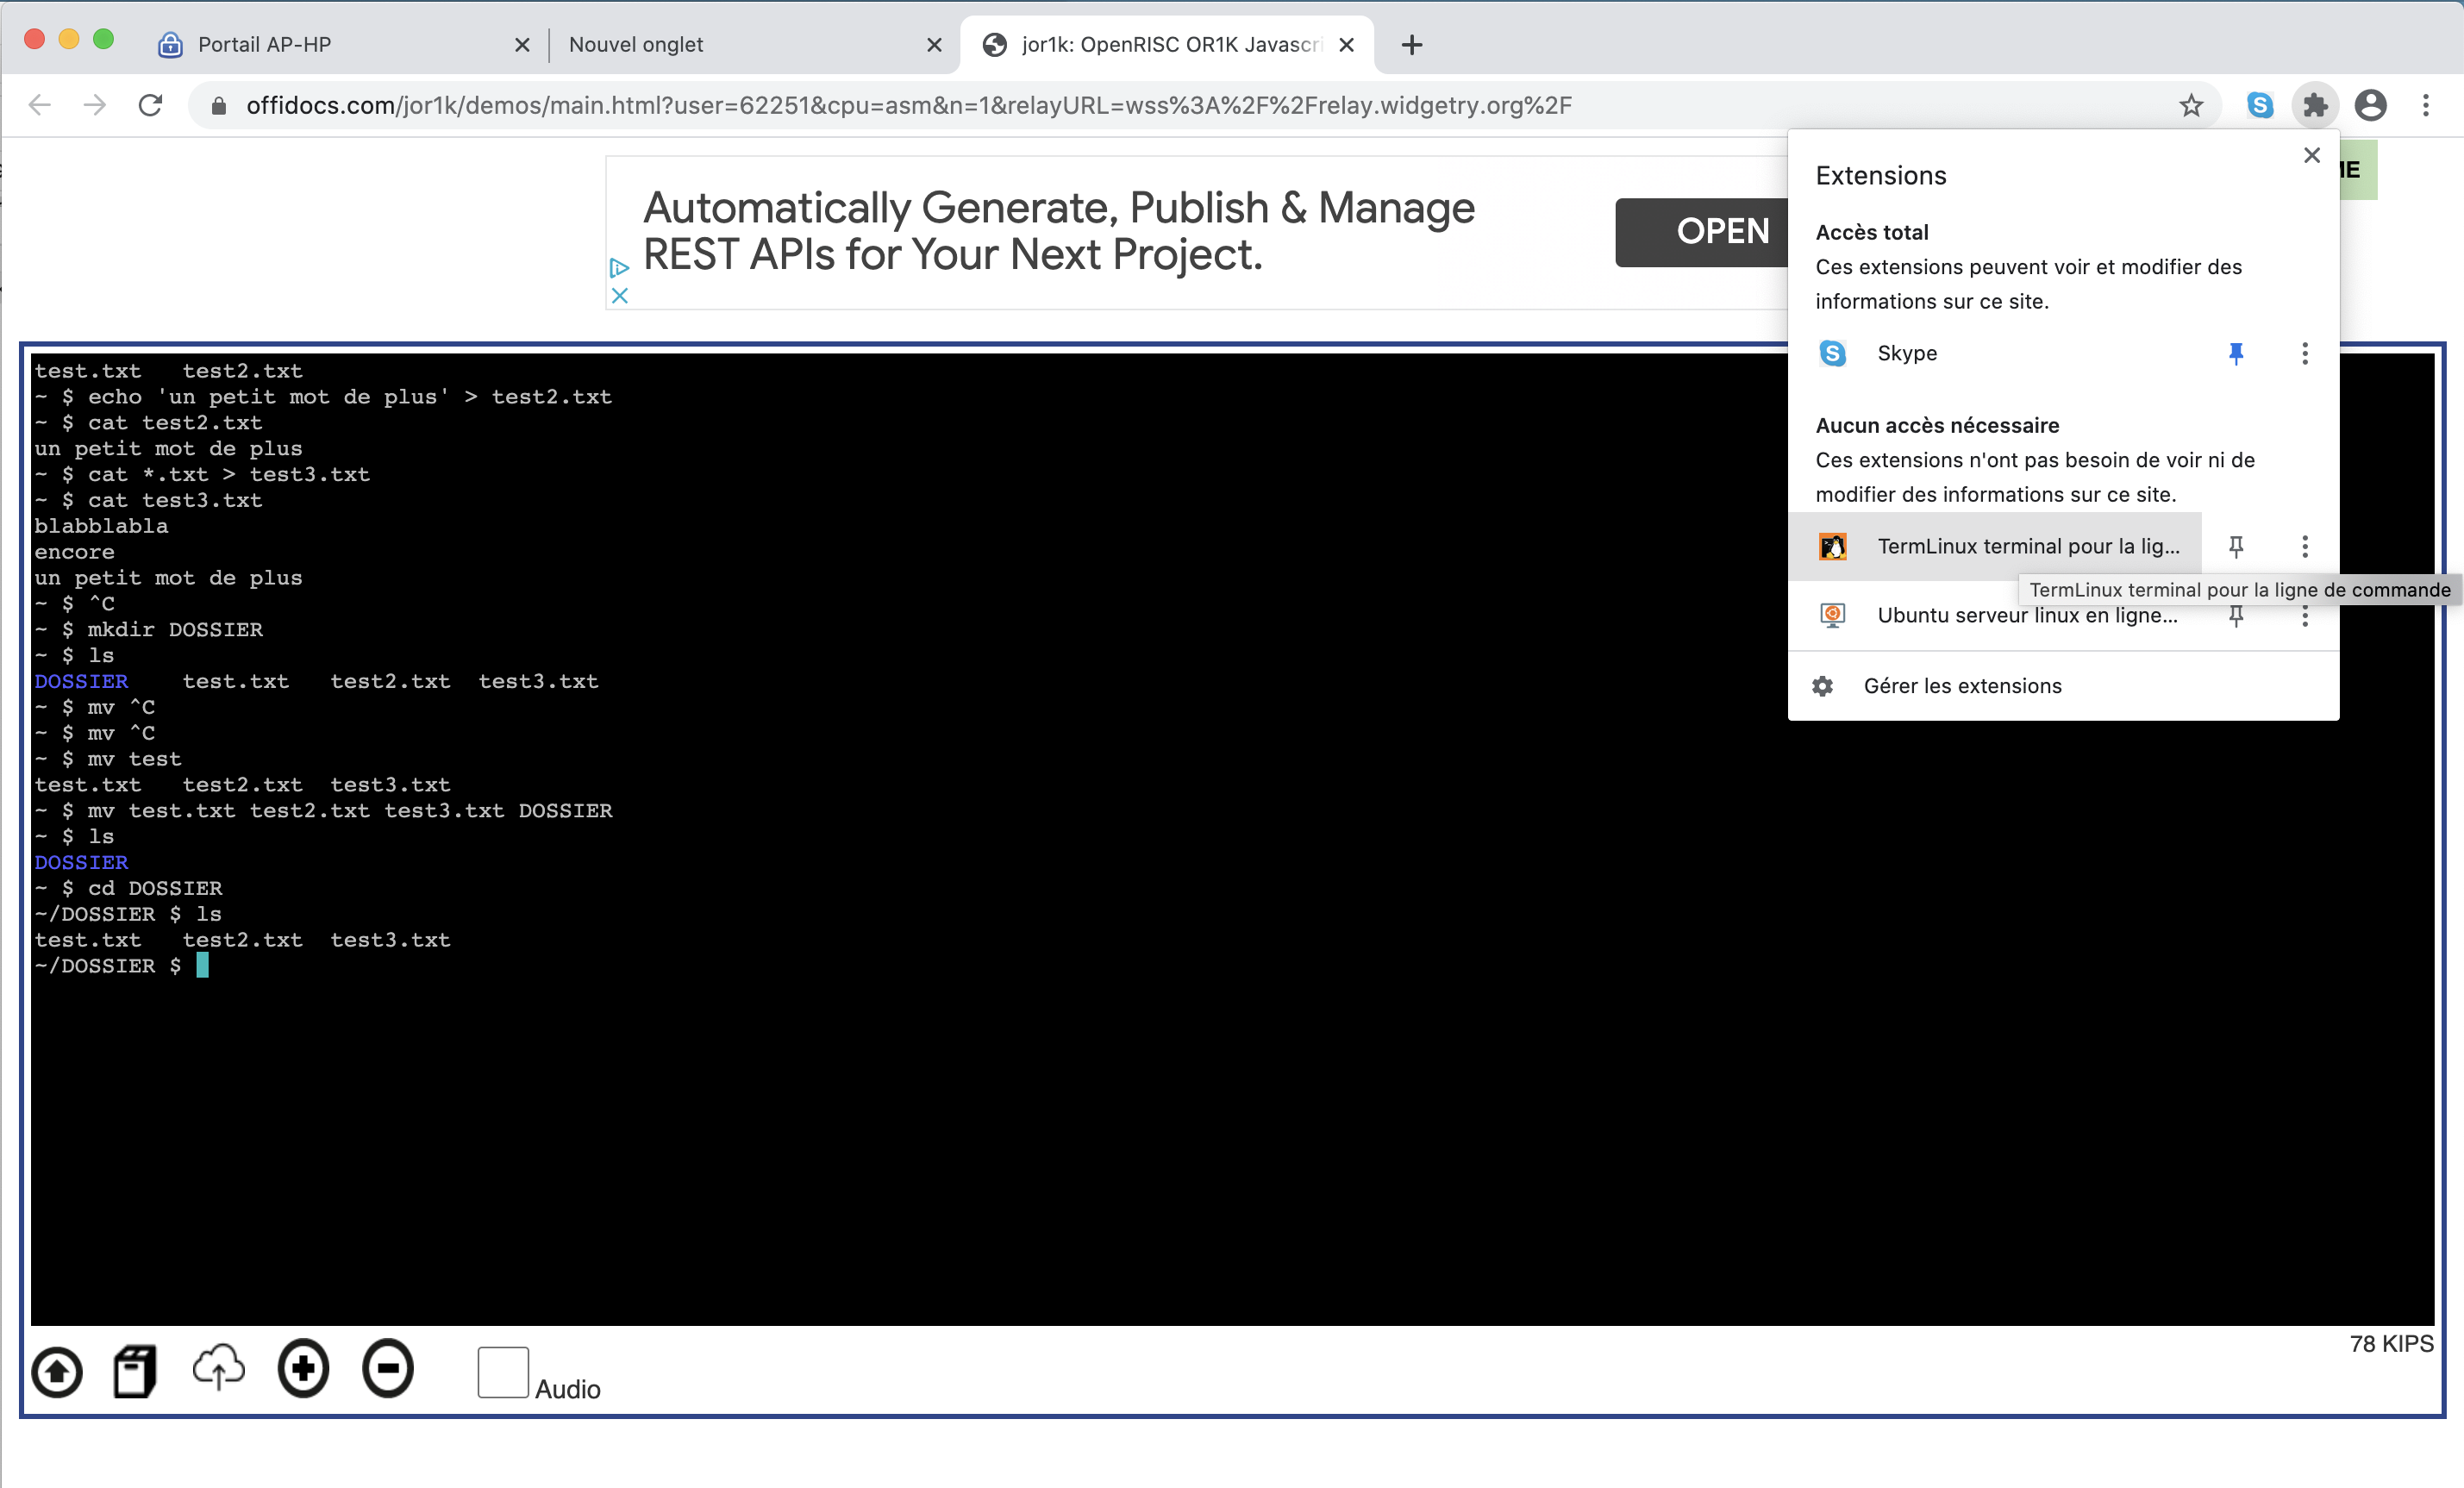 Portail AP-HP
Nouvel onglet
jor1k: OpenRISC OR1K Javascri
offidocs.com/jor1k/demos/main.html?user=62251&cpu=asm&n=1&relayURL=wss%3A%2F%2Frelay.widgetry.org%2F
Automatically Generate, Publish & Manage
REST APIs for Your Next Project.
OPEN
ME
Extensions
Accès total
Ces extensions peuvent voir et modifier des
informations sur ce site.
Skype
Aucun accès nécessaire
Ces extensions n'ont pas besoin de voir ni de
modifier des informations sur ce site.
TermLinux terminal pour la lig...
TermLinux terminal pour la ligne de commande
Ubuntu serveur linux en ligne...
Gérer les extensions
test.txt   test2.txt
~ $ echo 'un petit mot de plus' > test2.txt
~ $ cat test2.txt
un petit mot de plus
~ $ cat *.txt > test3.txt
~ $ cat test3.txt
blabblabla
encore
un petit mot de plus
~ $ ^C
~ $ mkdir DOSSIER
~ $ ls
DOSSIER    test.txt   test2.txt  test3.txt
~ $ mv ^C
~ $ mv ^C
~ $ mv test
test.txt   test2.txt  test3.txt
~ $ mv test.txt test2.txt test3.txt DOSSIER
~ $ ls
DOSSIER
~ $ cd DOSSIER
~/DOSSIER $ ls
test.txt   test2.txt  test3.txt
~/DOSSIER $
78 KIPS
Audio